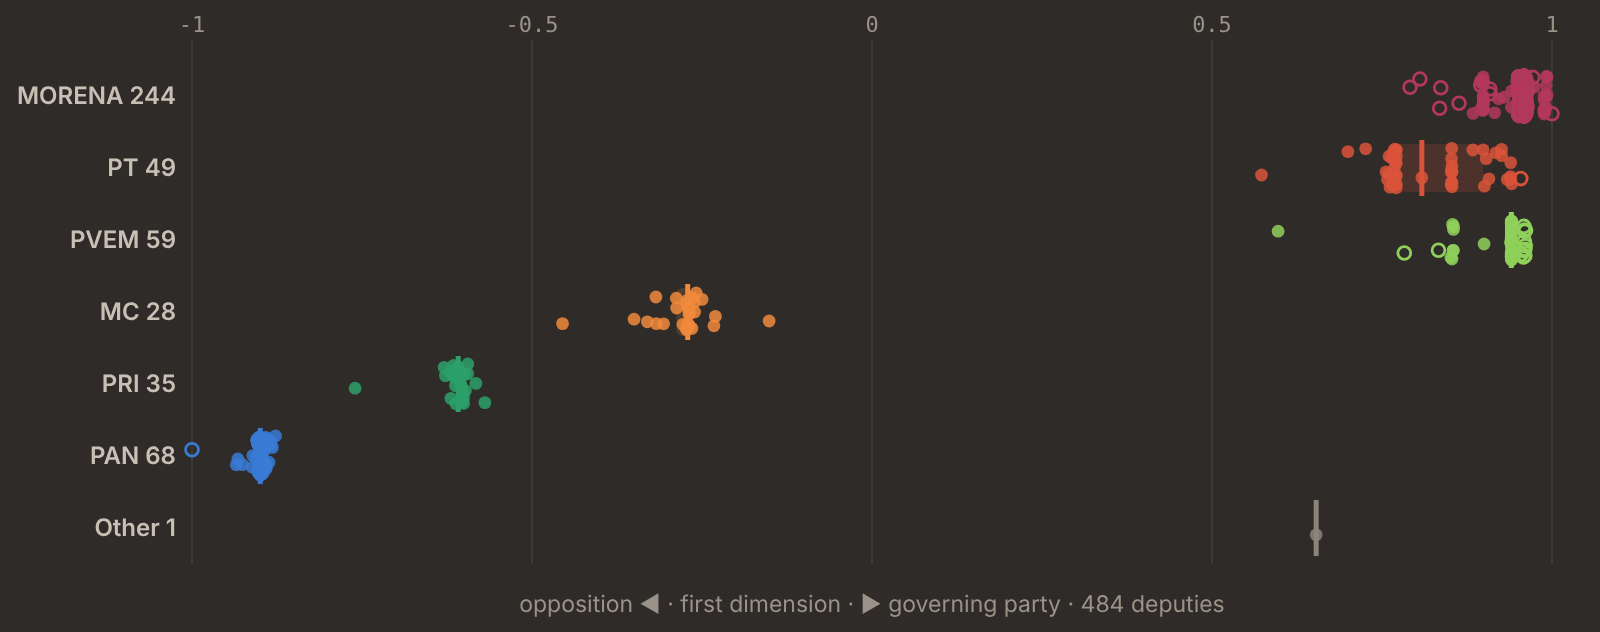 -1 -0.5 0 0.5 1
MORENA 244
PT 49
PVEM 59
MC 28
PRI 35
PAN 68
Other 1
opposition ◀ · first dimension · ▶ governing party · 484 deputies